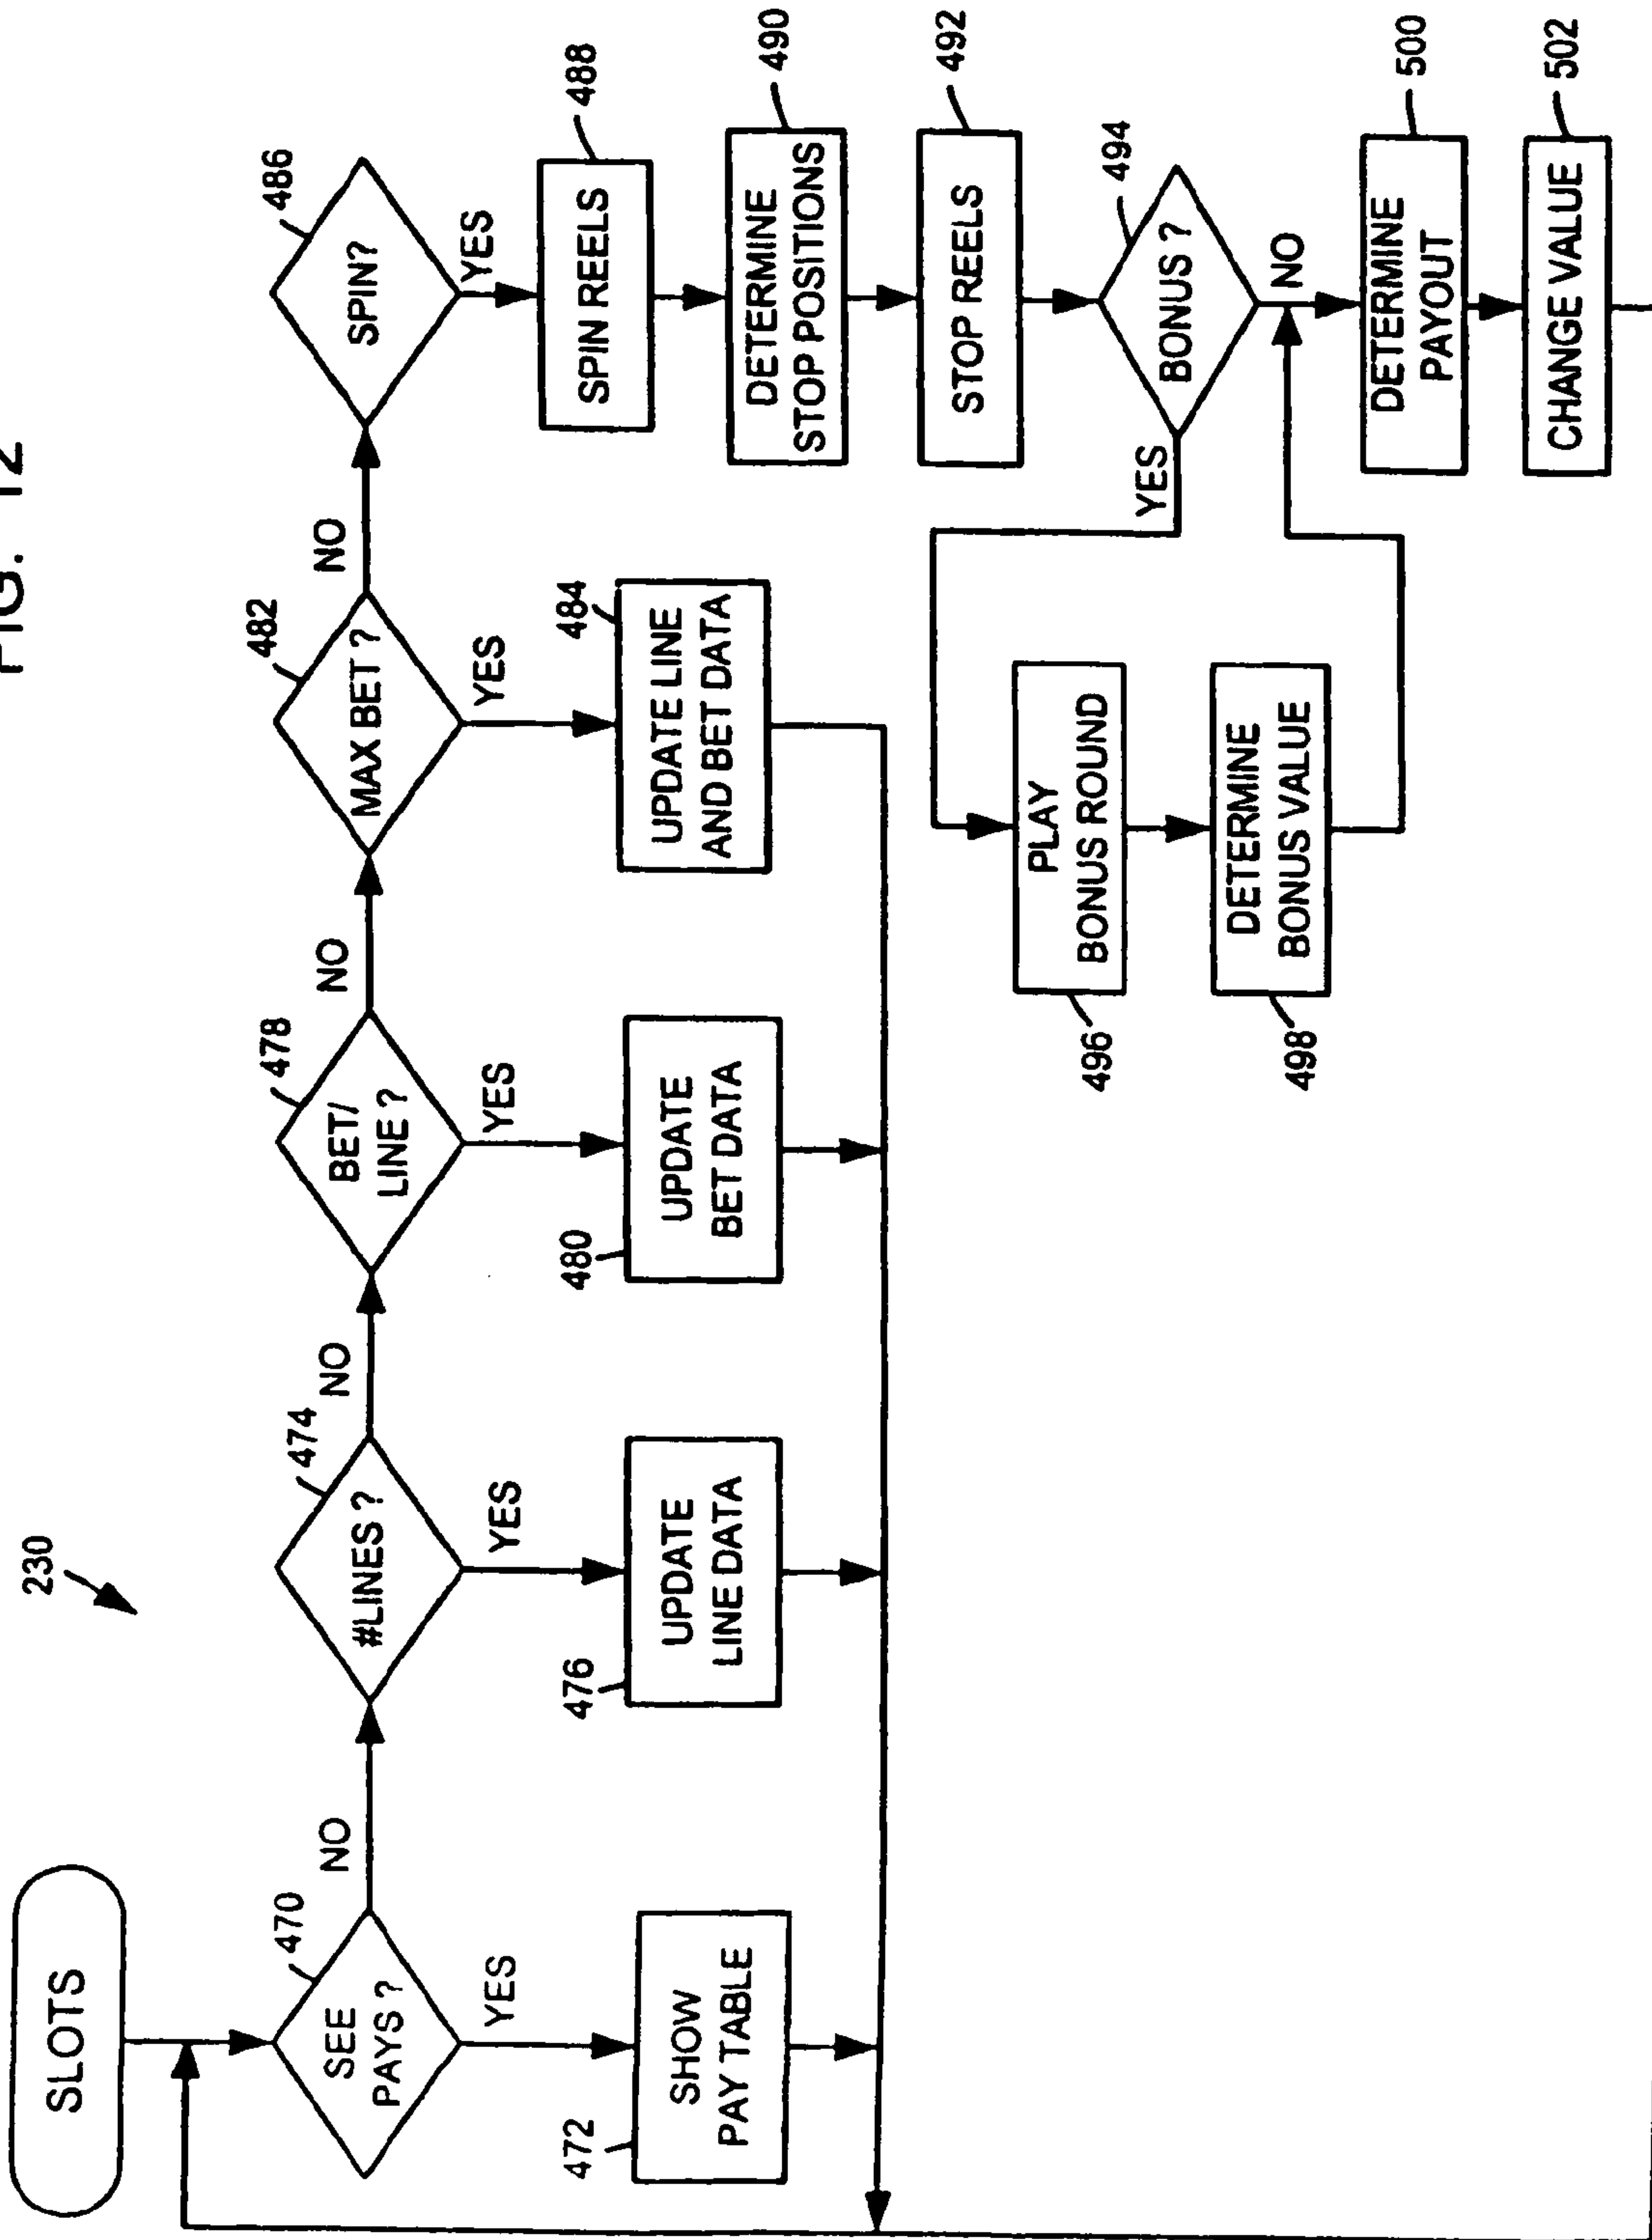 FIG. 12
230
SLOTS
470
SEE
PAYS ?
NO
YES
472
SHOW
PAY TABLE
474
#LINES ?
NO
YES
476
UPDATE
LINE DATA
478
BET/
LINE ?
NO
YES
480
UPDATE
BET DATA
482
MAX BET ?
NO
YES
484
UPDATE LINE
AND BET DATA
486
SPIN?
YES
488
SPIN REELS
490
DETERMINE
STOP POSITIONS
492
STOP REELS
494
BONUS ?
YES
NO
496
PLAY
BONUS ROUND
498
DETERMINE
BONUS VALUE
500
DETERMINE
PAYOUT
502
CHANGE VALUE